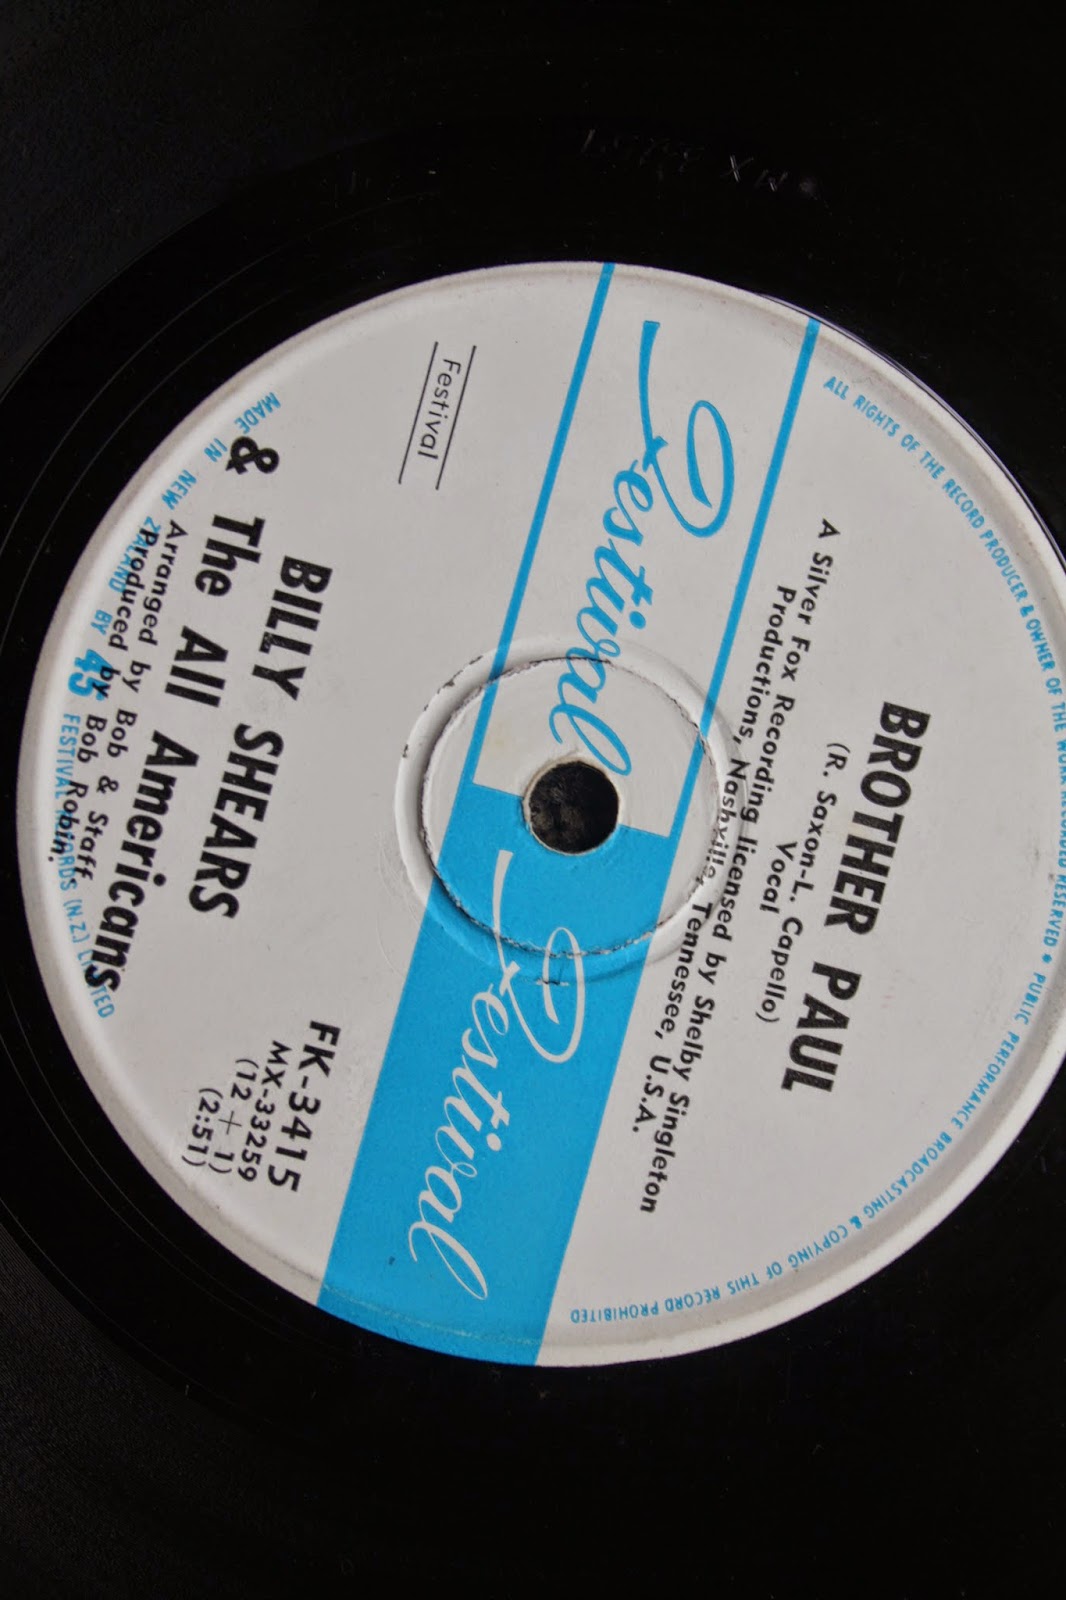 ALL RIGHTS OF THE RECORD PRODUCER & OWNER OF THE WORK RECORDED RESERVED • PUBLIC PERFORMANCE BROADCASTING & COPYING OF THIS RECORD PROHIBITED
BROTHER PAUL
(R. Saxon-L. Capello)
Vocal
A Silver Fox Recording licensed by Shelby Singleton
Productions, Nashville, Tennessee, U.S.A.
Festival Festival
Festival
FK-3415
MX-33259
(12 + 1)
(2:51)
BILLY SHEARS
& The All Americans
Arranged by Bob & Staff
Produced by Bob Robin.
45
MADE IN NEW ZEALAND BY FESTIVAL RECORDS (N.Z.) LIMITED